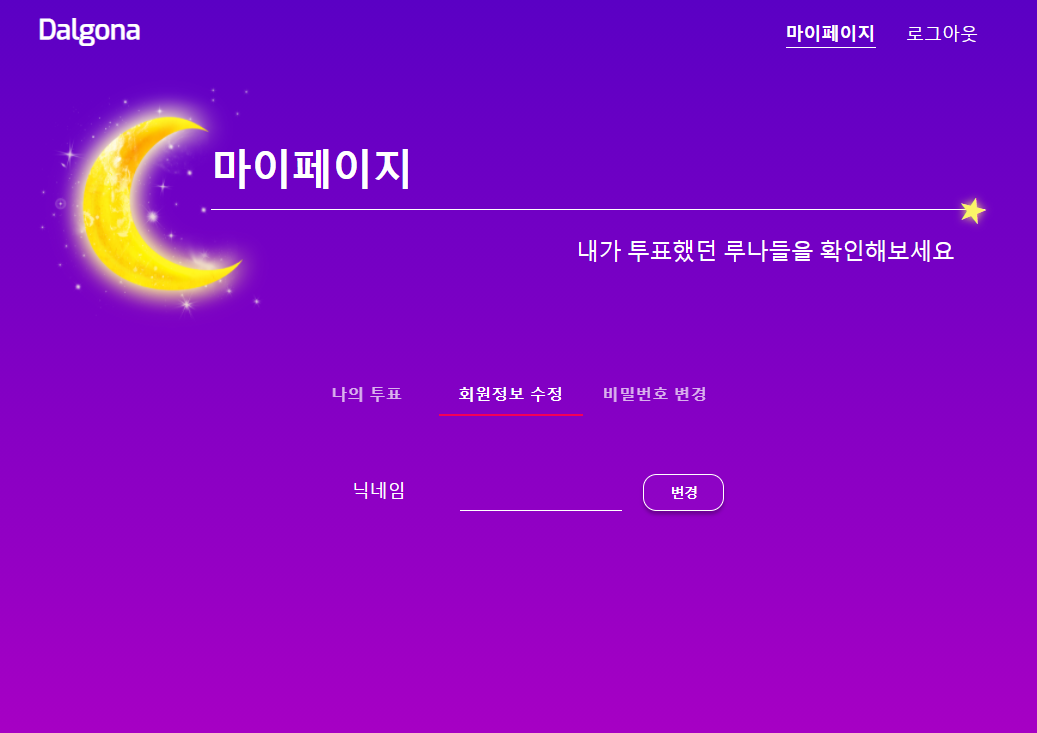 Dalgona
마이페이지 로그아웃
마이페이지
내가 투표했던 루나들을 확인해보세요
나의 투표 회원정보 수정 비밀번호 변경
닉네임 변경